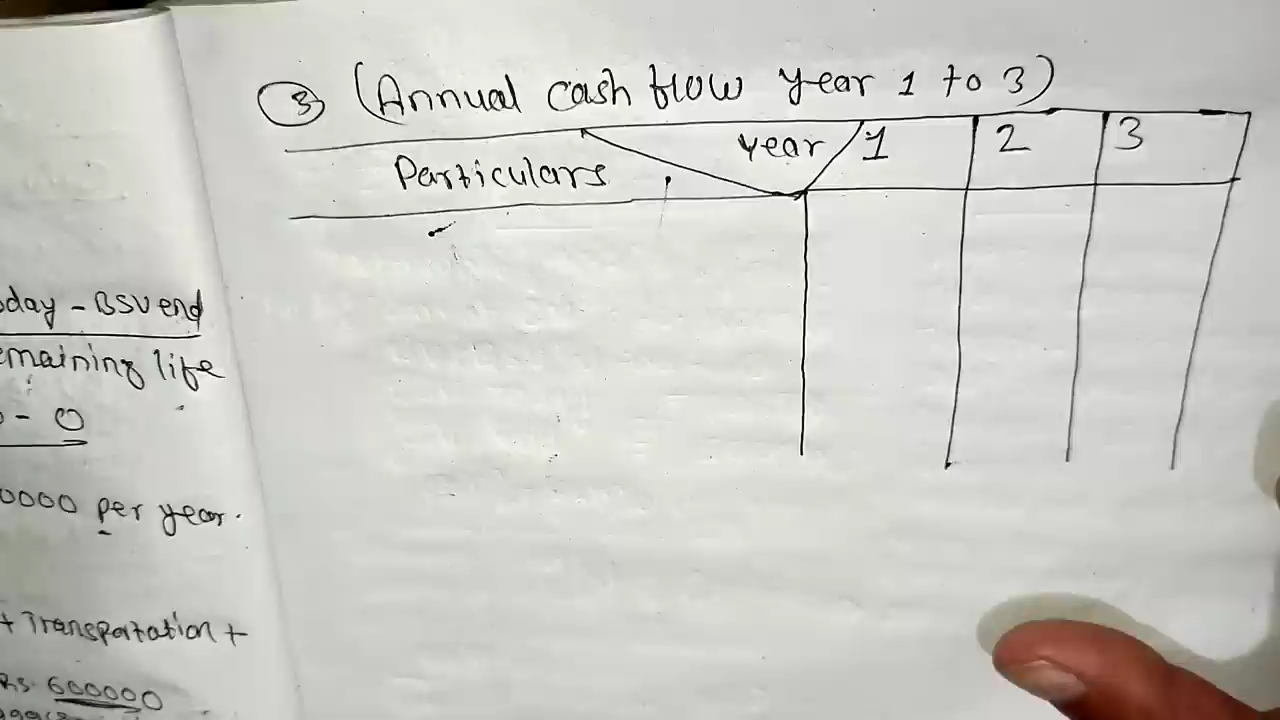 ③ (Annual cash flow year 1 to 3)
Particulars year 1 2 3
day - BSV end
maining life
- 0
0000 per year.
+ Transportation +
Rs. 600000